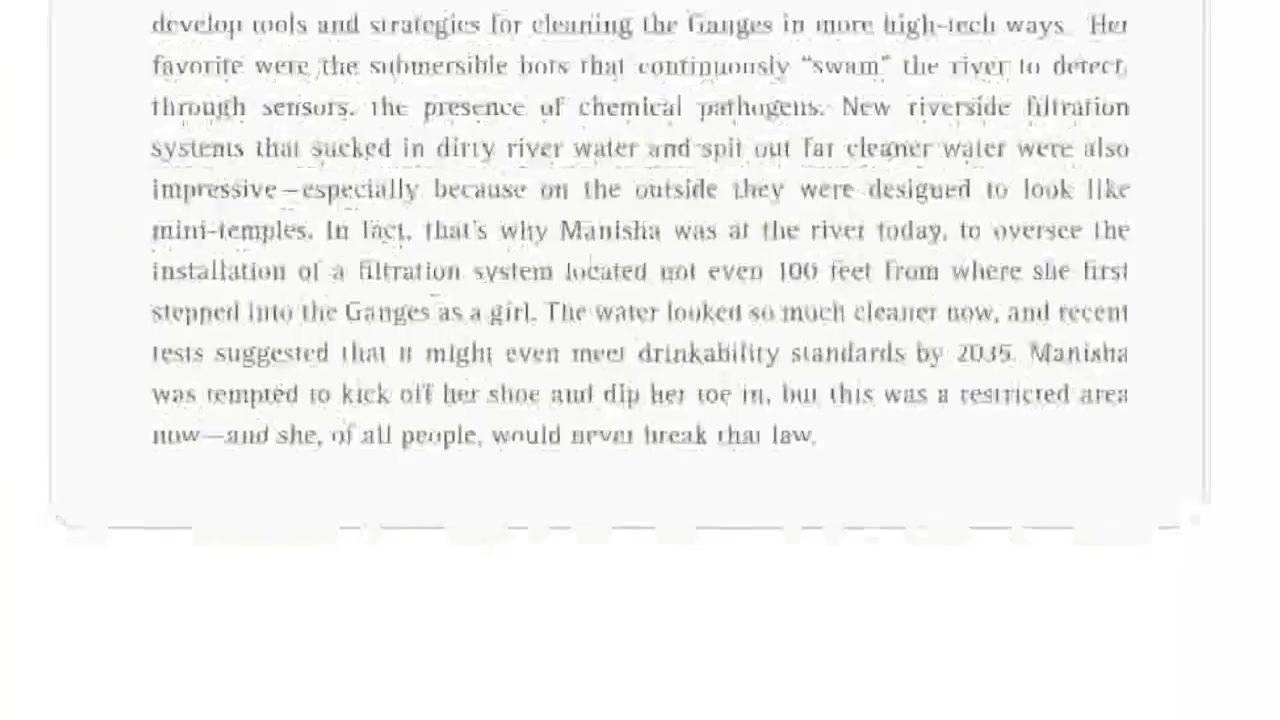 develop tools and strategies for cleaning the Ganges in more high-tech ways. Her
favorite were the submersible bots that continuously “swam” the river to detect,
through sensors, the presence of chemical pathogens. New riverside filtration
systems that sucked in dirty river water and spit out far cleaner water were also
impressive—especially because on the outside they were designed to look like
mini-temples. In fact, that’s why Manisha was at the river today, to oversee the
installation of a filtration system located not even 100 feet from where she first
stepped into the Ganges as a girl. The water looked so much cleaner now, and recent
tests suggested that it might even meet drinkability standards by 2035. Manisha
was tempted to kick off her shoe and dip her toe in, but this was a restricted area
now—and she, of all people, would never break that law.